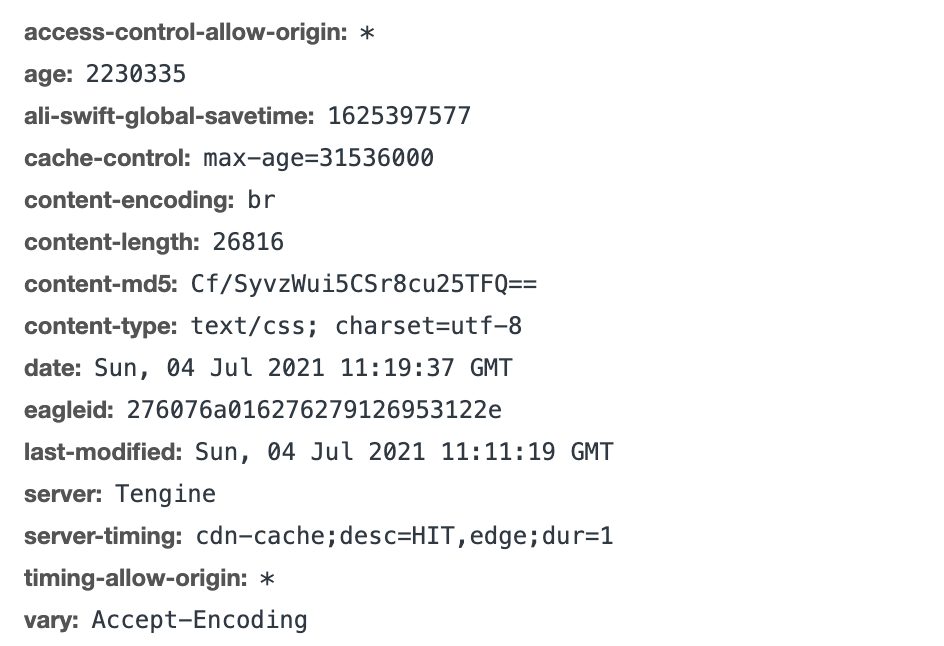 access-control-allow-origin: *
age: 2230335
ali-swift-global-savetime: 1625397577
cache-control: max-age=31536000
content-encoding: br
content-length: 26816
content-md5: Cf/SyvzWui5CSr8cu25TFQ==
content-type: text/css; charset=utf-8
date: Sun, 04 Jul 2021 11:19:37 GMT
eagleid: 276076a016276279126953122e
last-modified: Sun, 04 Jul 2021 11:11:19 GMT
server: Tengine
server-timing: cdn-cache;desc=HIT,edge;dur=1
timing-allow-origin: *
vary: Accept-Encoding